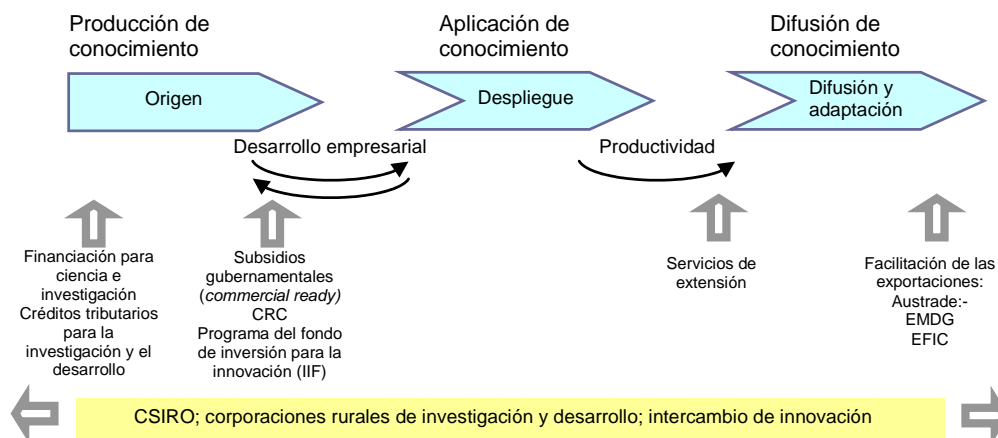 Producción de
conocimiento
Aplicación de
conocimiento
Difusión de
conocimiento
Origen
Despliegue
Difusión y
adaptación
Desarrollo empresarial
Productividad
Financiación para
ciencia e
investigación
Créditos tributarios
para la
investigación y el
desarrollo
Subsidios
gubernamentales
(commercial ready)
CRC
Programa del fondo
de inversión para la
innovación (IIF)
Servicios de
extensión
Facilitación de las
exportaciones:
Austrade:-
EMDG
EFIC
CSIRO; corporaciones rurales de investigación y desarrollo; intercambio de innovación